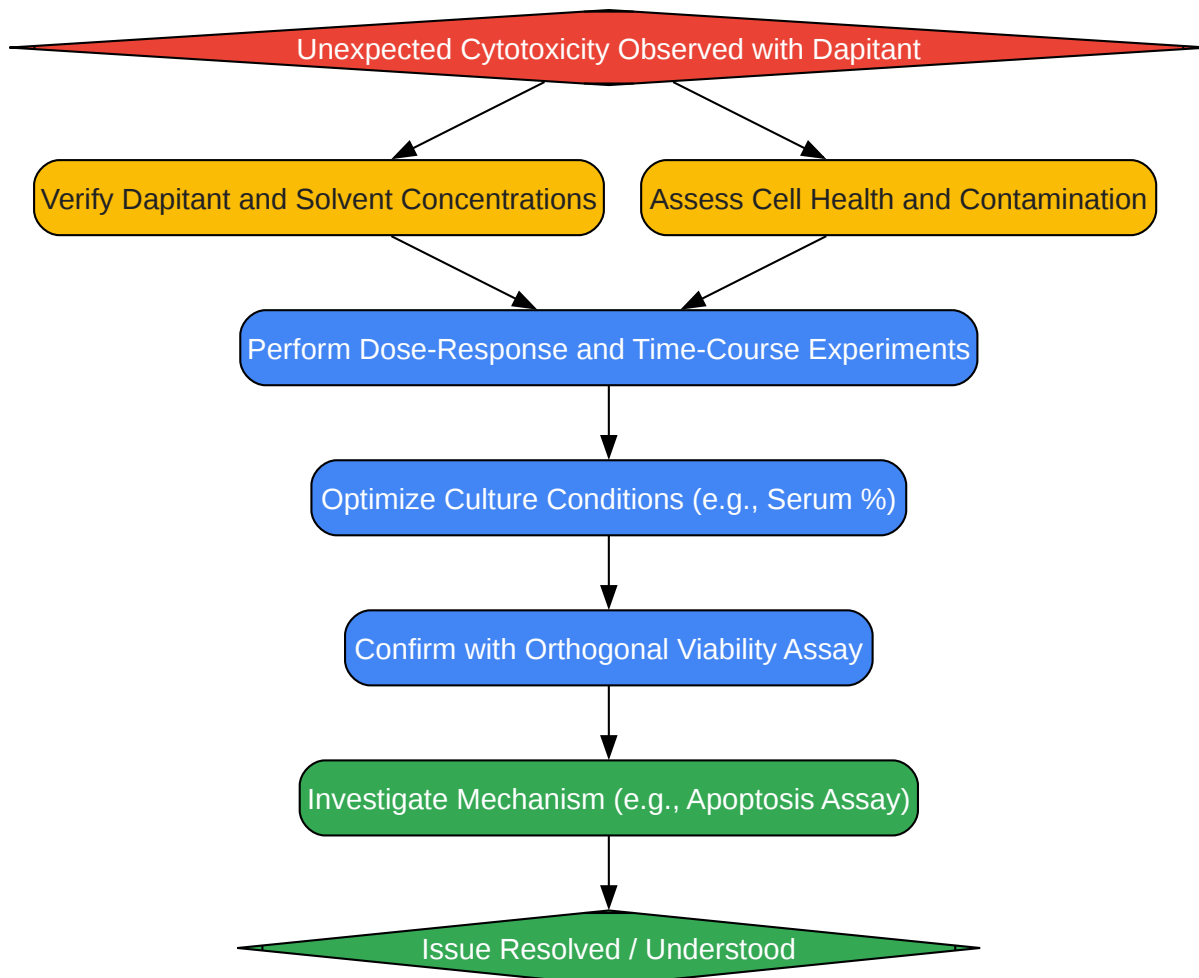 Unexpected Cytotoxicity Observed with Dapitant
Verify Dapitant and Solvent Concentrations
Assess Cell Health and Contamination
Perform Dose-Response and Time-Course Experiments
Optimize Culture Conditions (e.g., Serum %)
Confirm with Orthogonal Viability Assay
Investigate Mechanism (e.g., Apoptosis Assay)
Issue Resolved / Understood